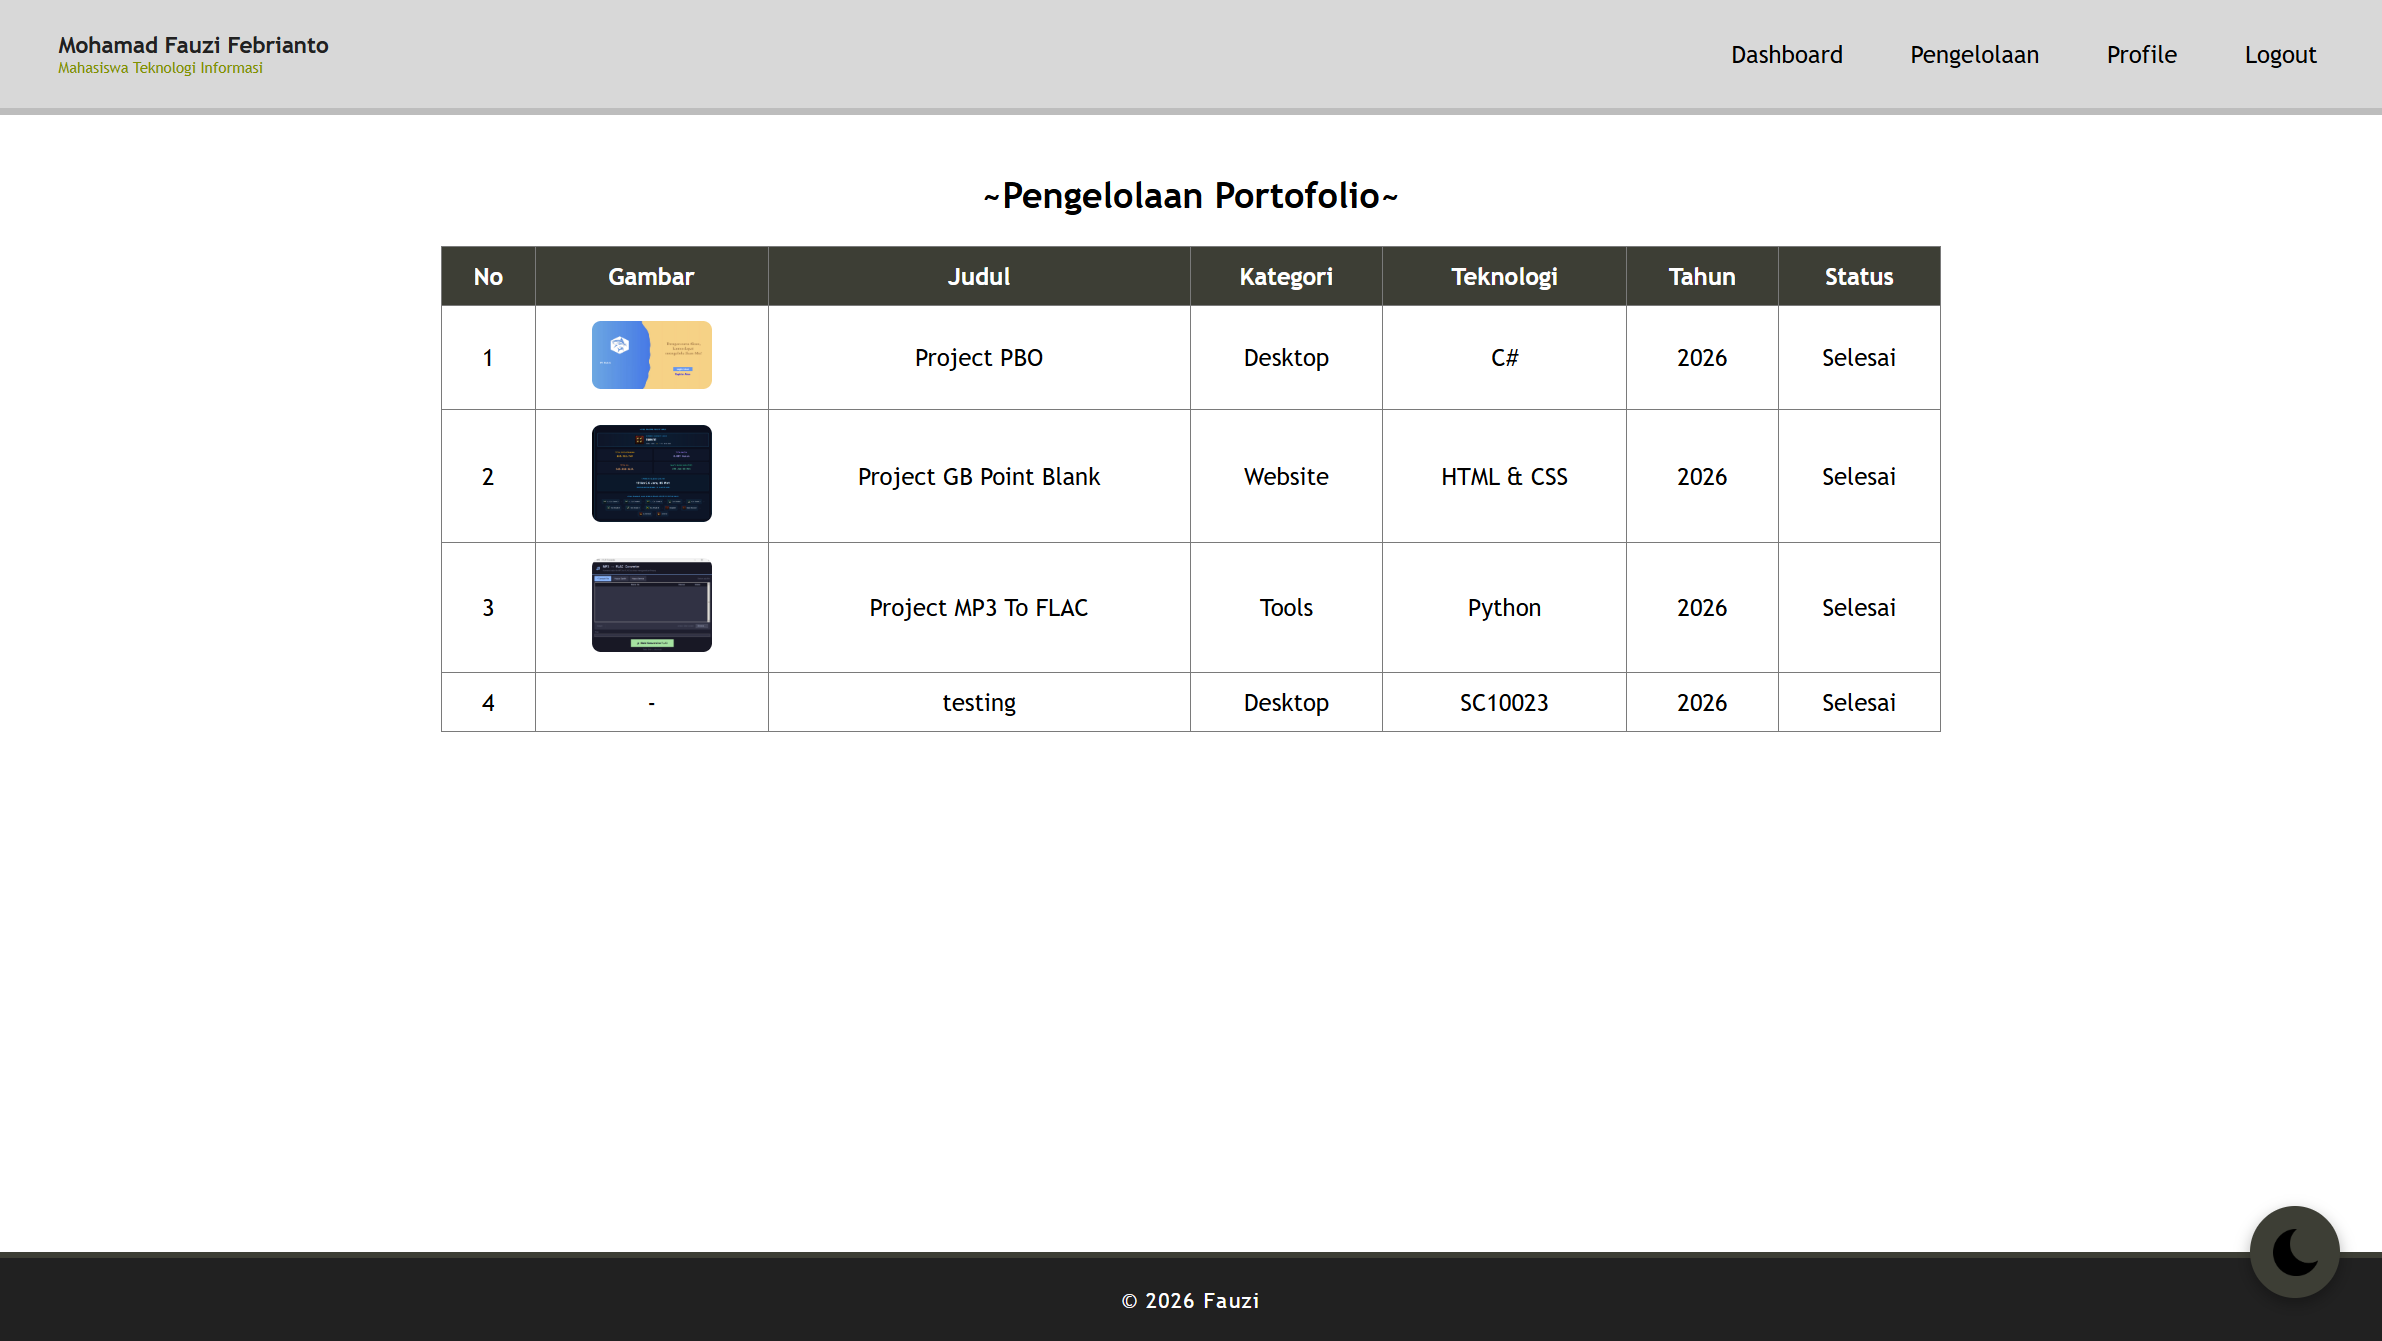 Mohamad Fauzi Febrianto
Mahasiswa Teknologi Informasi
Dashboard Pengelolaan Profile Logout
~Pengelolaan Portofolio~
No Gambar Judul Kategori Teknologi Tahun Status
1 Project PBO Desktop C# 2026 Selesai
2 Project GB Point Blank Website HTML & CSS 2026 Selesai
3 Project MP3 To FLAC Tools Python 2026 Selesai
4 - testing Desktop SC10023 2026 Selesai
© 2026 Fauzi